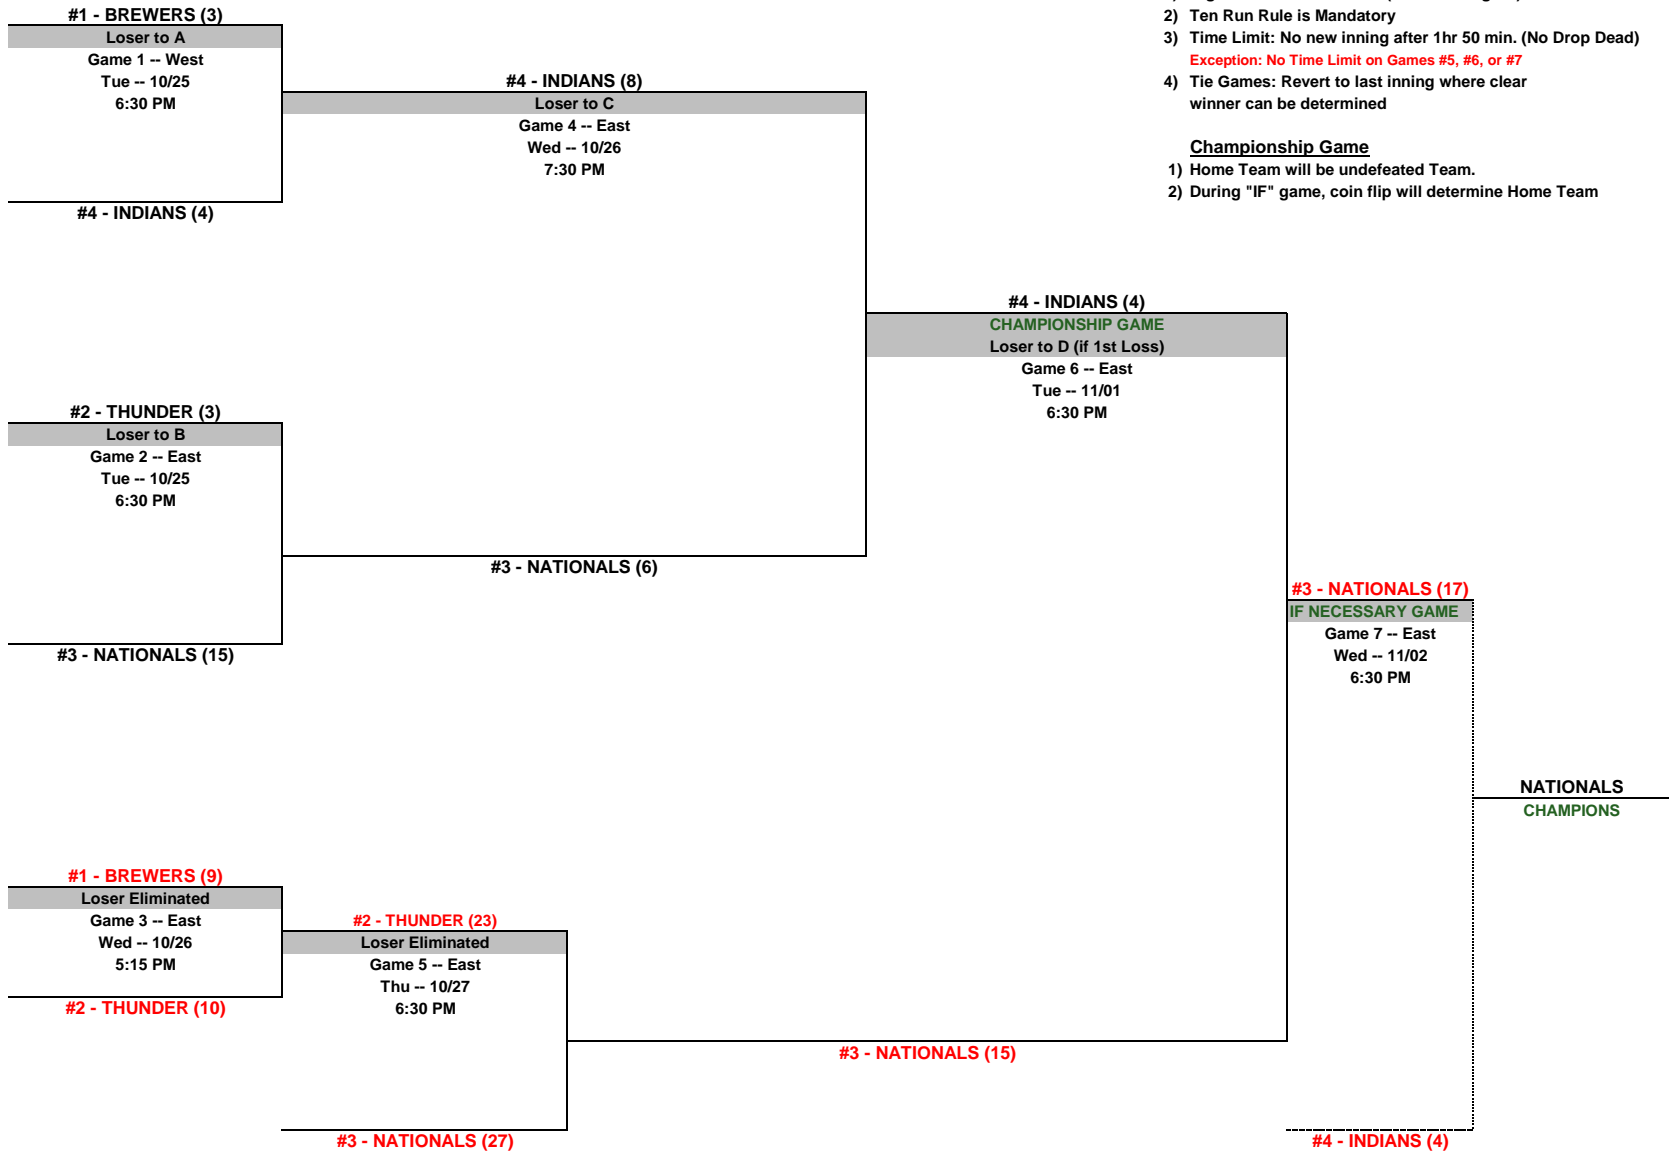 #1 - BREWERS (3)
Loser to A
Game 1 -- West
Tue -- 10/25
6:30 PM
#4 - INDIANS (4)
#4 - INDIANS (8)
Loser to C
Game 4 -- East
Wed -- 10/26
7:30 PM
2) Ten Run Rule is Mandatory
3) Time Limit: No new inning after 1hr 50 min. (No Drop Dead)
Exception: No Time Limit on Games #5, #6, or #7
4) Tie Games: Revert to last inning where clear
winner can be determined
Championship Game
1) Home Team will be undefeated Team.
2) During "IF" game, coin flip will determine Home Team
#4 - INDIANS (4)
CHAMPIONSHIP GAME
Loser to D (if 1st Loss)
Game 6 -- East
Tue -- 11/01
6:30 PM
#2 - THUNDER (3)
Loser to B
Game 2 -- East
Tue -- 10/25
6:30 PM
#3 - NATIONALS (15)
#3 - NATIONALS (6)
#3 - NATIONALS (17)
IF NECESSARY GAME
Game 7 -- East
Wed -- 11/02
6:30 PM
NATIONALS
CHAMPIONS
#1 - BREWERS (9)
Loser Eliminated
Game 3 -- East
Wed -- 10/26
5:15 PM
#2 - THUNDER (10)
#2 - THUNDER (23)
Loser Eliminated
Game 5 -- East
Thu -- 10/27
6:30 PM
#3 - NATIONALS (27)
#3 - NATIONALS (15)
#4 - INDIANS (4)